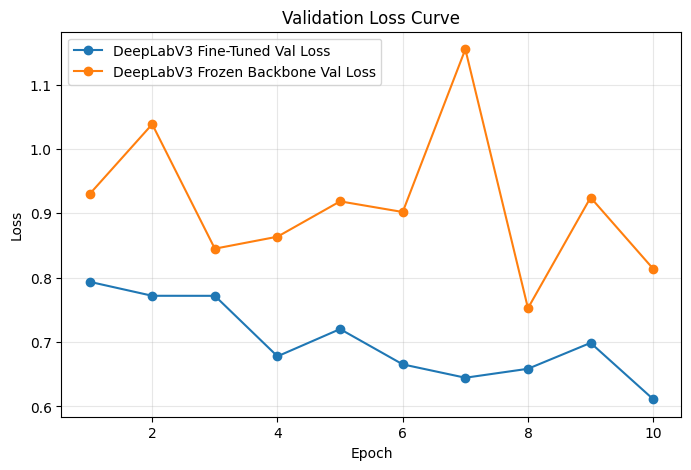 Validation Loss Curve
DeepLabV3 Fine-Tuned Val Loss
DeepLabV3 Frozen Backbone Val Loss
1.1
1.0
0.9
0.8
0.7
0.6
Loss
2 4 6 8 10
Epoch